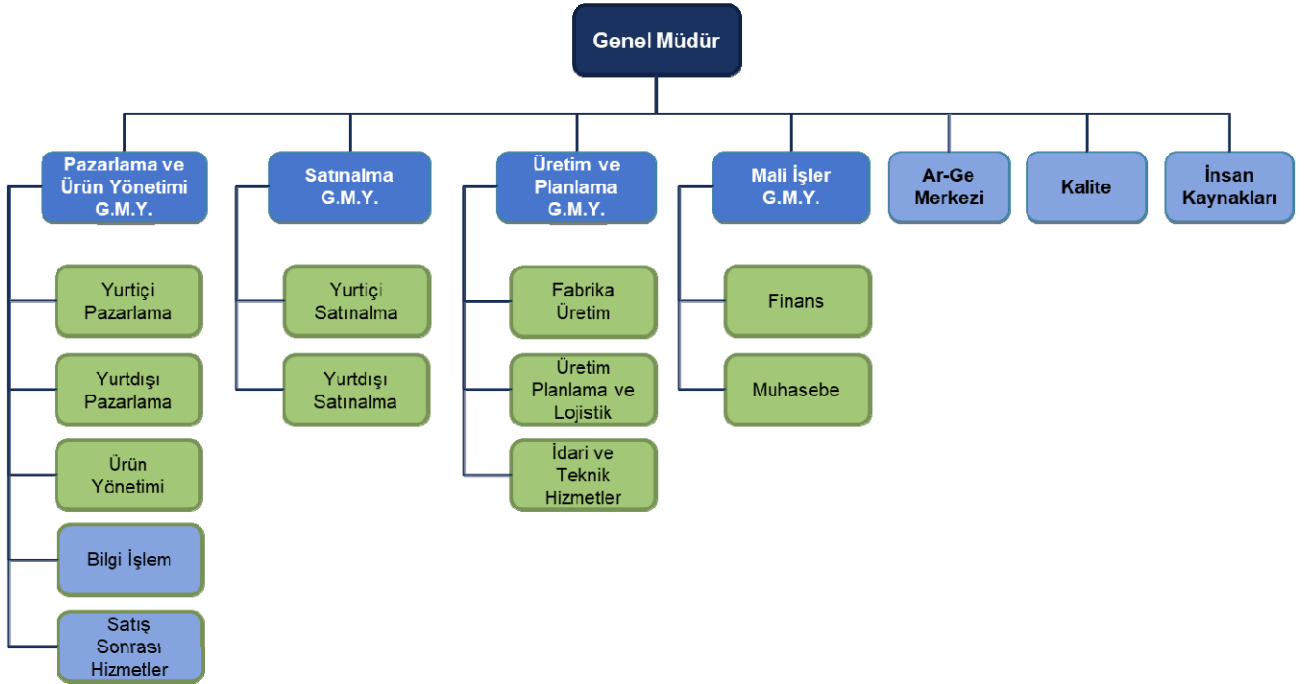 Genel Müdür
Pazarlama ve
Ürün Yönetimi
G.M.Y.
Satınalma
G.M.Y.
Üretim ve
Planlama
G.M.Y.
Mali İşler
G.M.Y.
Ar-Ge
Merkezi
Kalite
İnsan
Kaynakları
Yurtiçi
Pazarlama
Yurtdışı
Pazarlama
Ürün
Yönetimi
Bilgi İşlem
Satış
Sonrası
Hizmetler
Yurtiçi
Satınalma
Yurtdışı
Satınalma
Fabrika
Üretim
Üretim
Planlama ve
Lojistik
İdari ve
Teknik
Hizmetler
Finans
Muhasebe